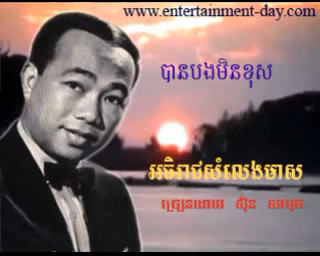 www.entertainment-day.com
បានបងមិនខុស
អធិរាជសំលេងមាស
ច្រៀងដោយ ស៊ិន សាមុត